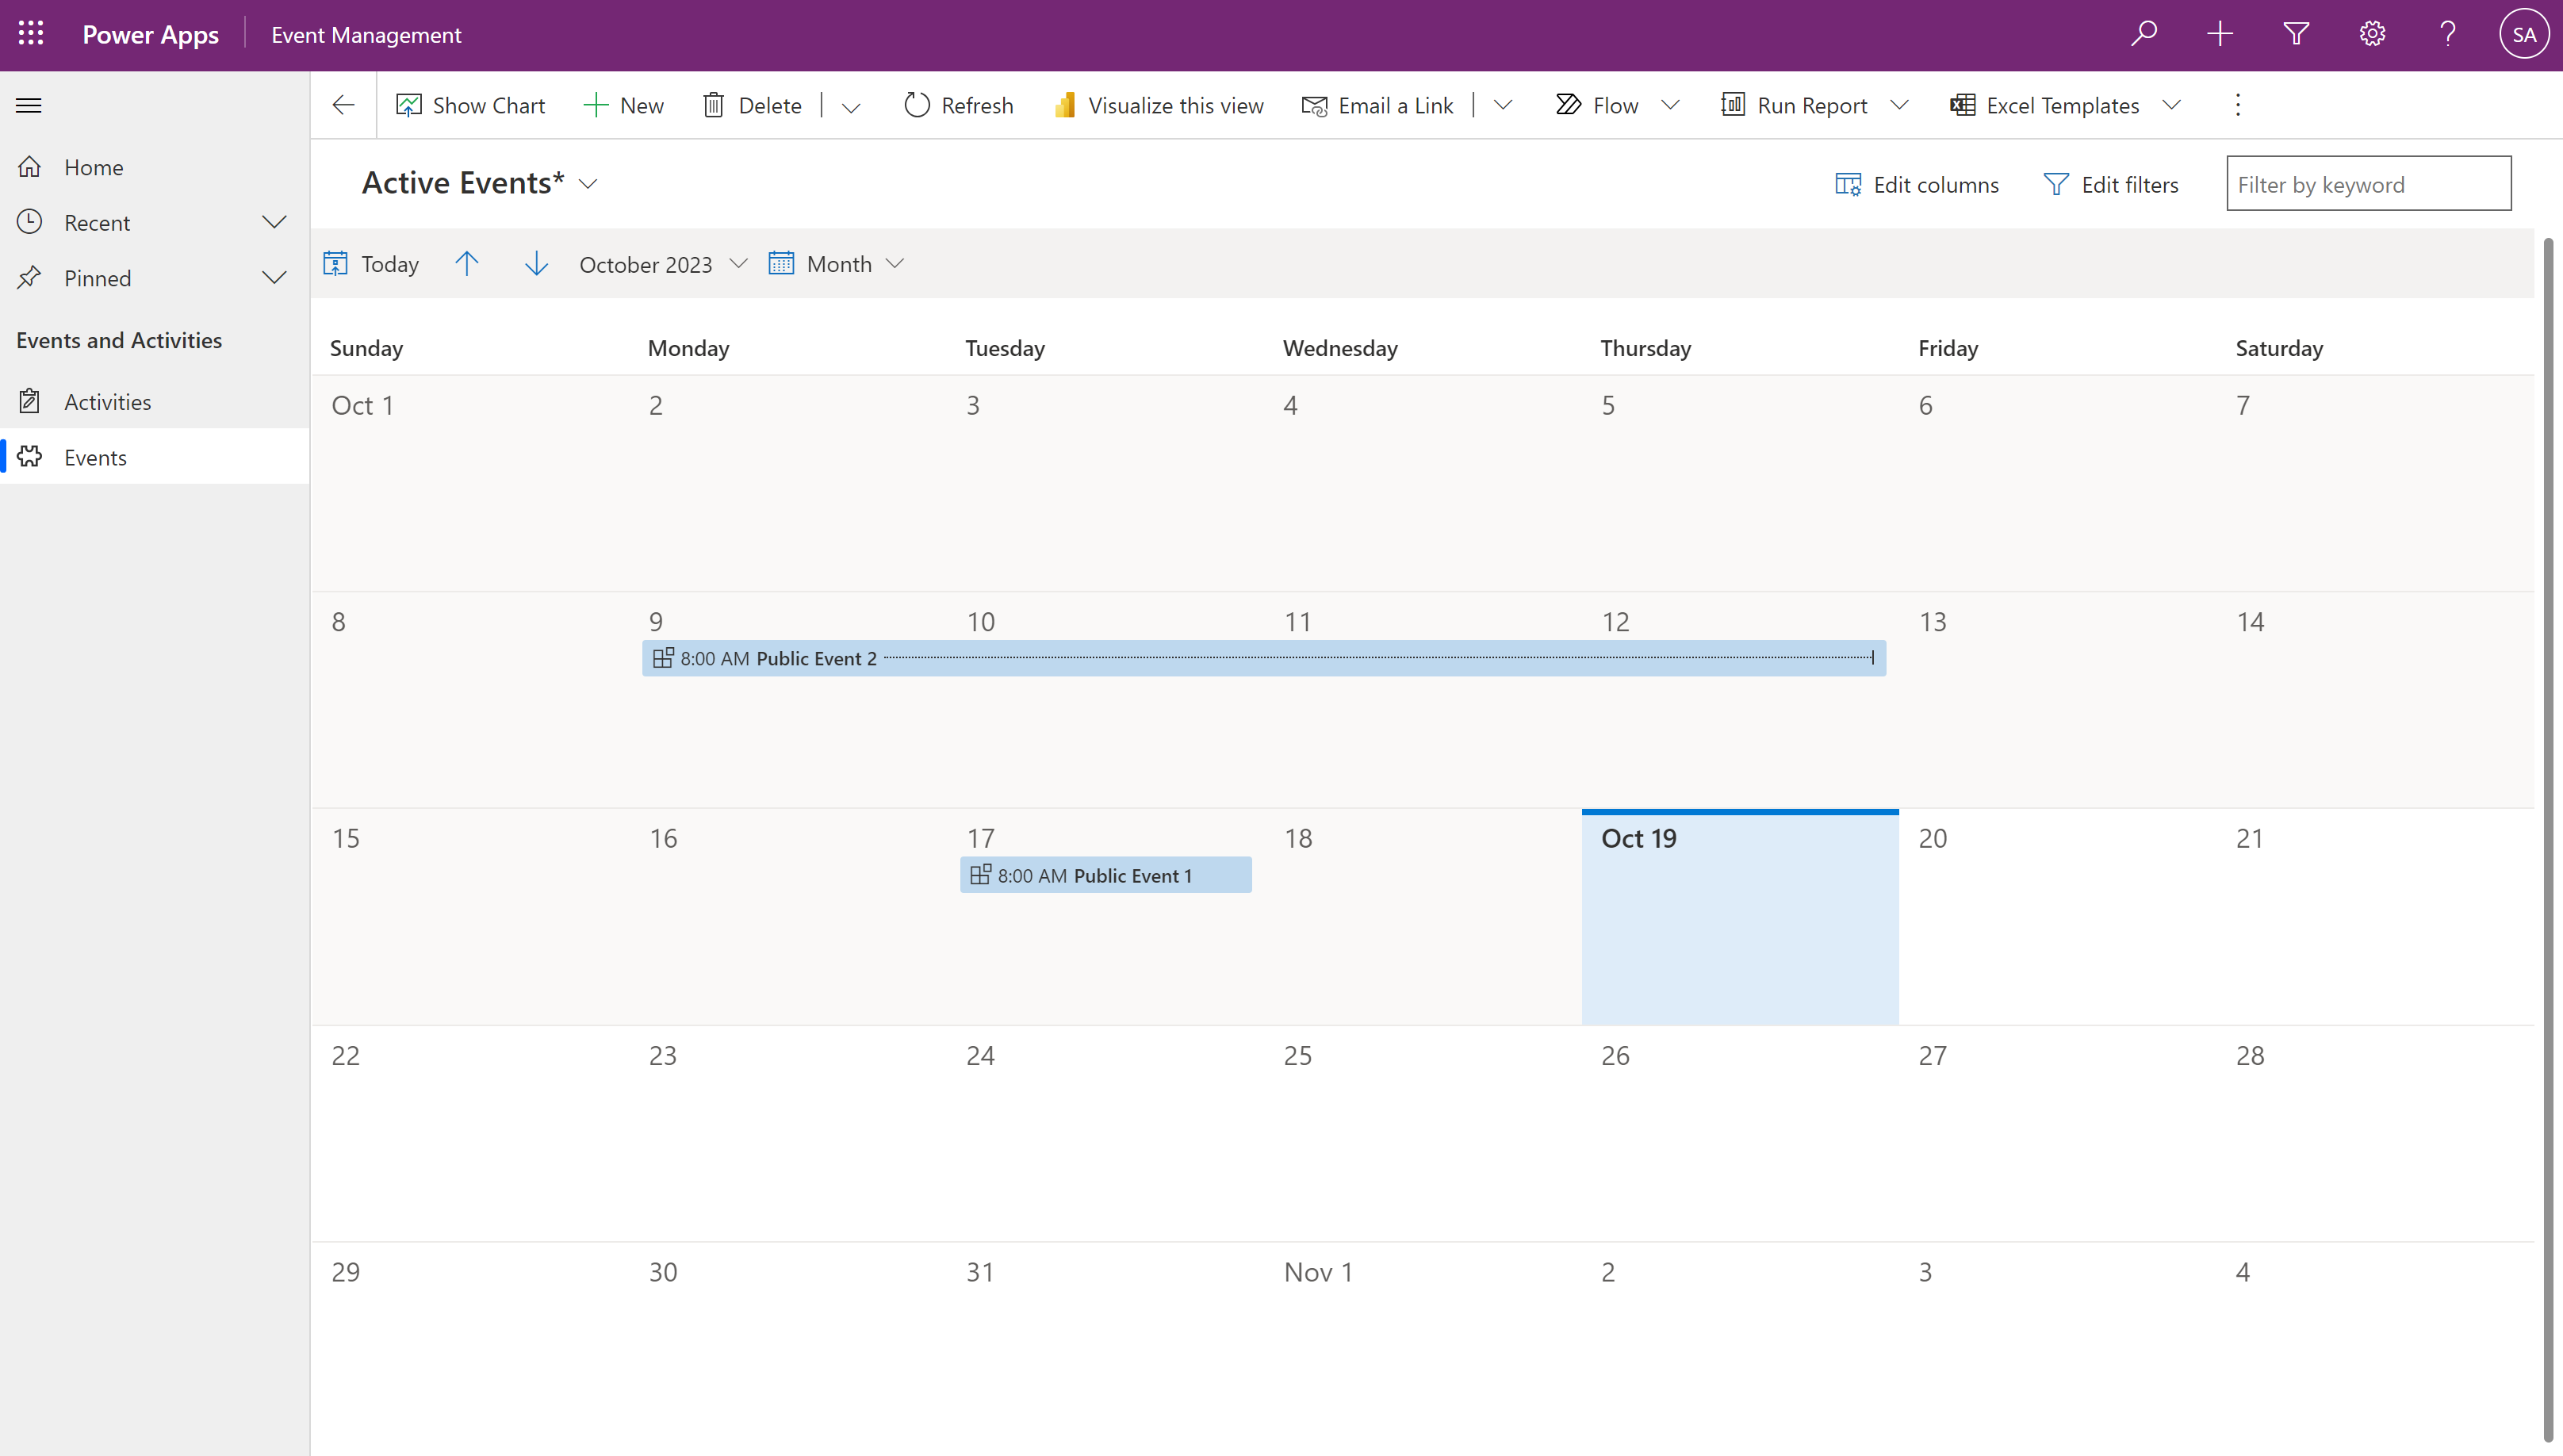 Power Apps Event Management SA
Show Chart New Delete Refresh Visualize this view Email a Link Flow Run Report Excel Templates
Home
Recent
Pinned
Events and Activities
Activities
Events
Active Events* Edit columns Edit filters Filter by keyword
Today October 2023 Month
Sunday Monday Tuesday Wednesday Thursday Friday Saturday
Oct 1 2 3 4 5 6 7
8 9 10 11 12 13 14
8:00 AM Public Event 2
15 16 17 18 Oct 19 20 21
8:00 AM Public Event 1
22 23 24 25 26 27 28
29 30 31 Nov 1 2 3 4